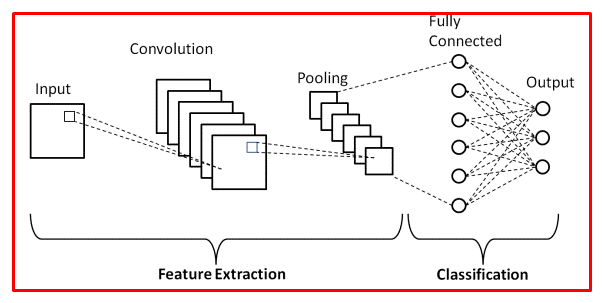 Fully
Connected
Convolution
Pooling
Input
Output
Feature Extraction
Classification